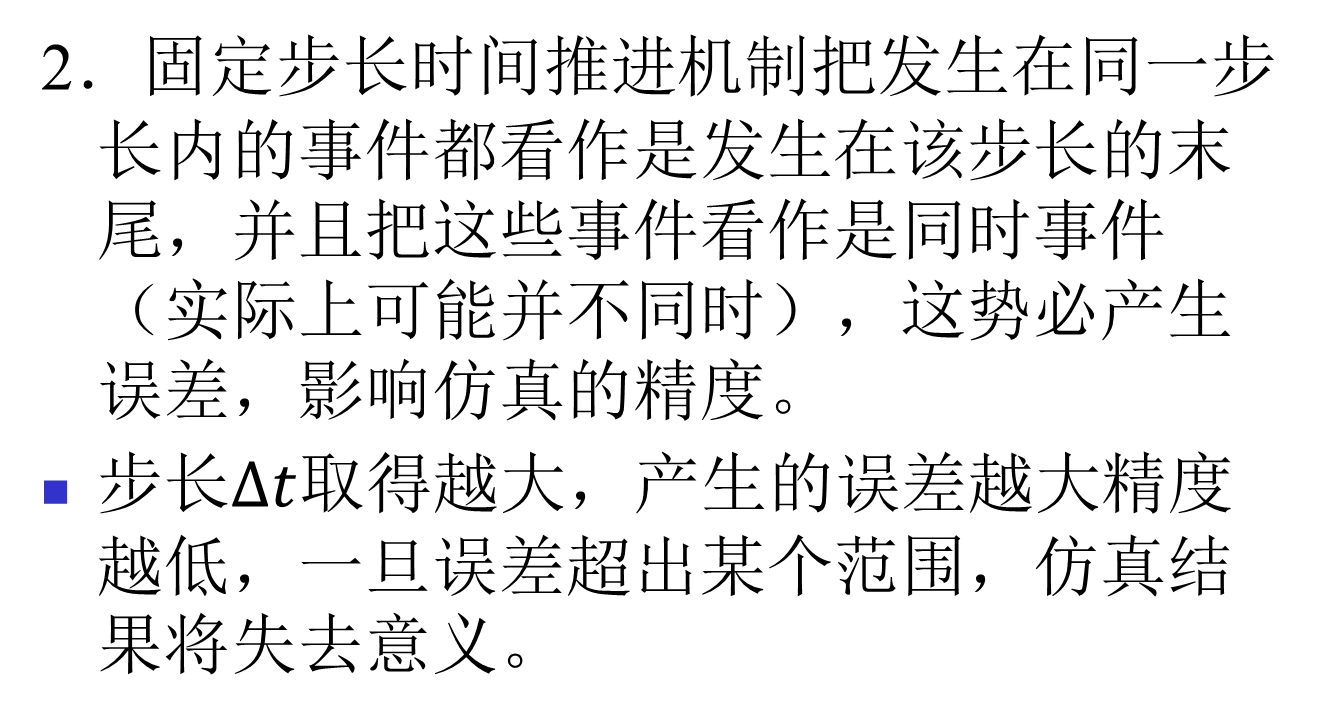 2．固定步长时间推进机制把发生在同一步
长内的事件都看作是发生在该步长的末
尾，并且把这些事件看作是同时事件
（实际上可能并不同时），这势必产生
误差，影响仿真的精度。
■ 步长Δt取得越大，产生的误差越大精度
越低，一旦误差超出某个范围，仿真结
果将失去意义。